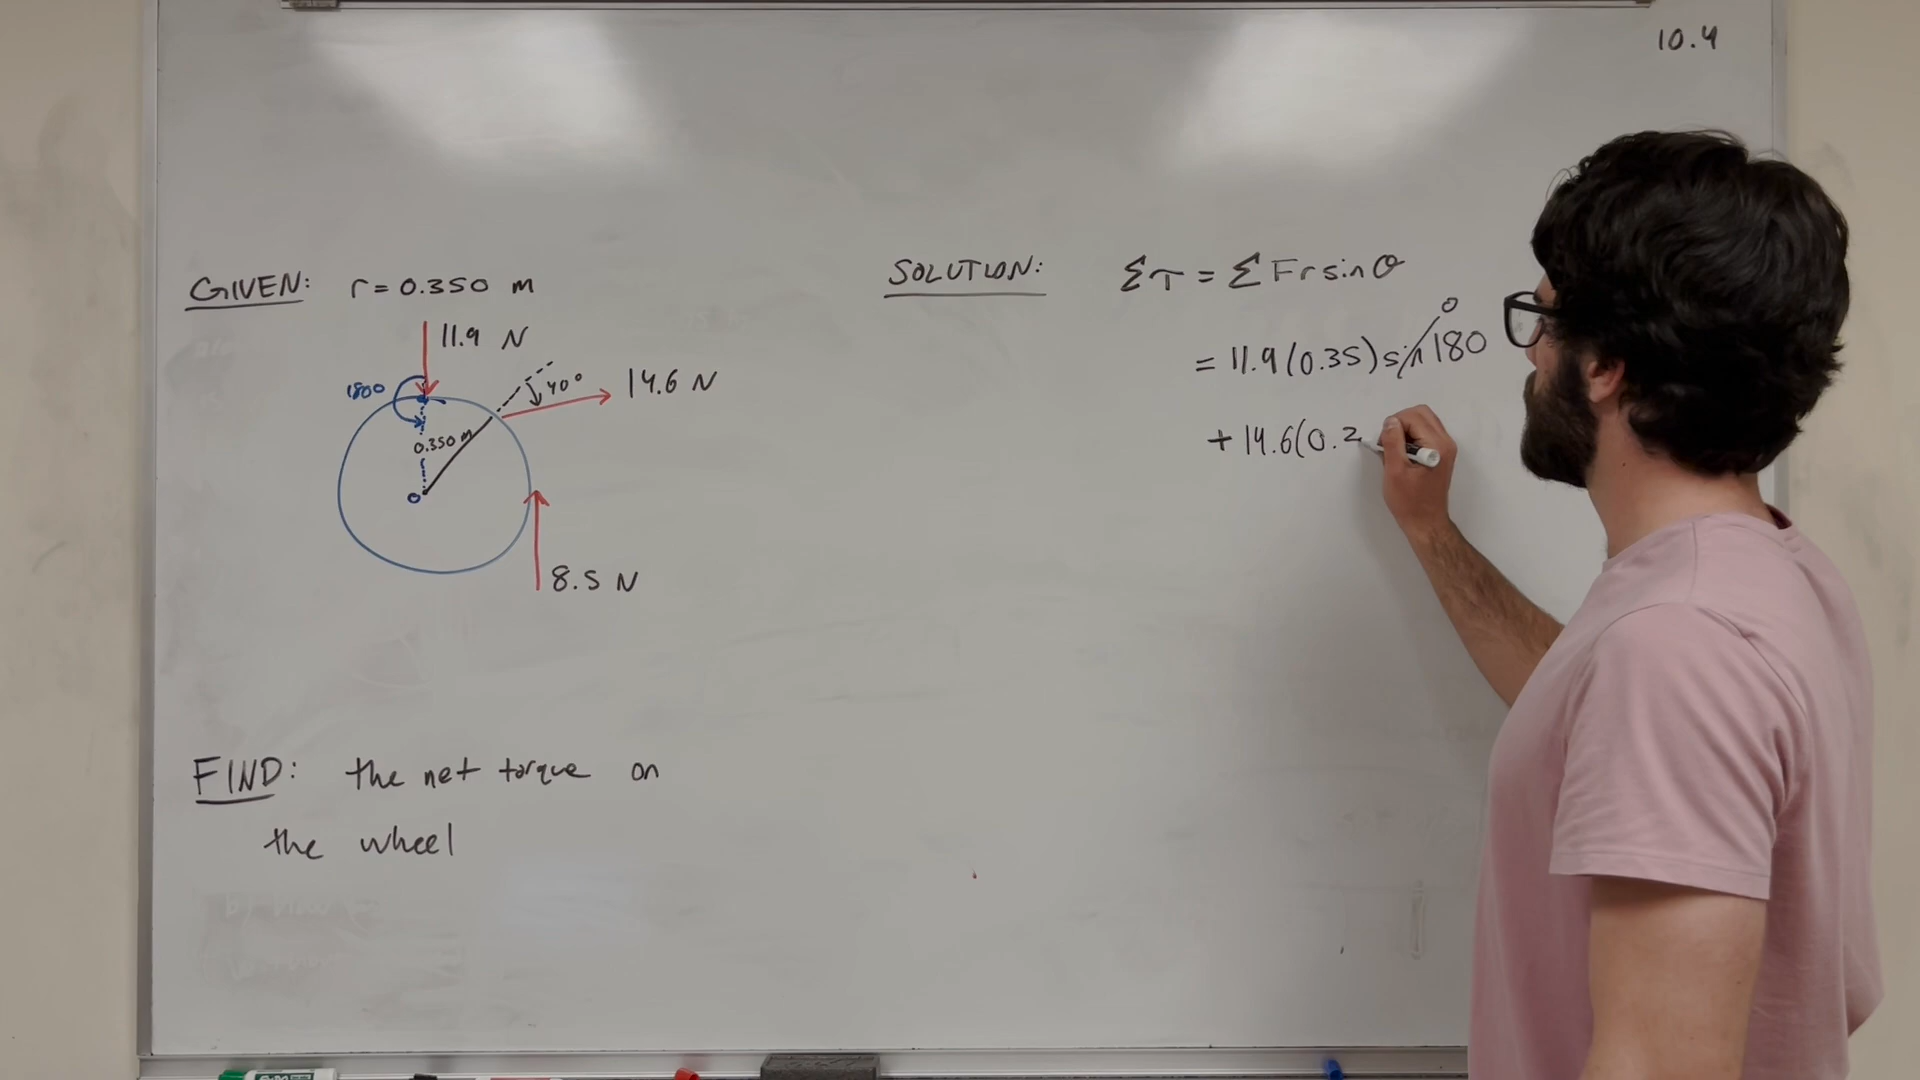 10.4
GIVEN: r = 0.350 m
11.9 N
180°
40°
14.6 N
0.350 m
O
8.5 N
FIND: the net torque on
the wheel
SOLUTION: Στ = ΣFr sinθ
= 11.9(0.35) sin 180
0
+ 14.6(0.3